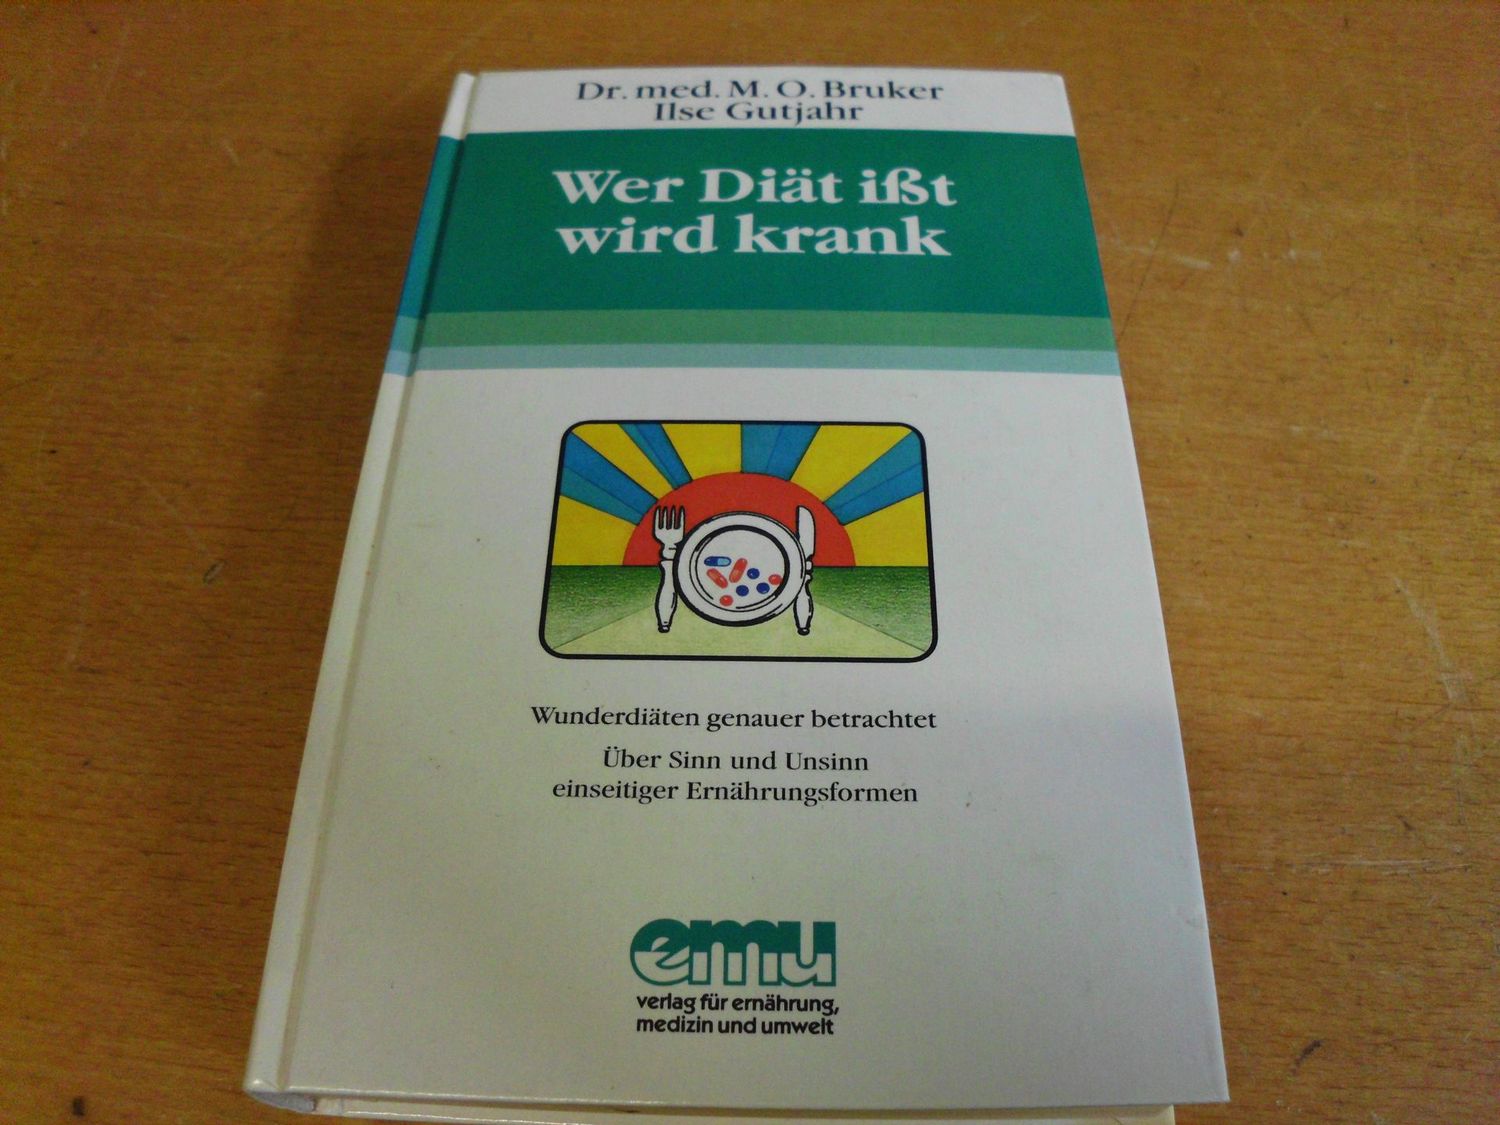 Dr. med. M. O. Bruker
Ilse Gutjahr
Wer Diät ißt
wird krank
Wunderdiäten genauer betrachtet
Über Sinn und Unsinn
einseitiger Ernährungsformen
emu
verlag für ernährung,
medizin und umwelt